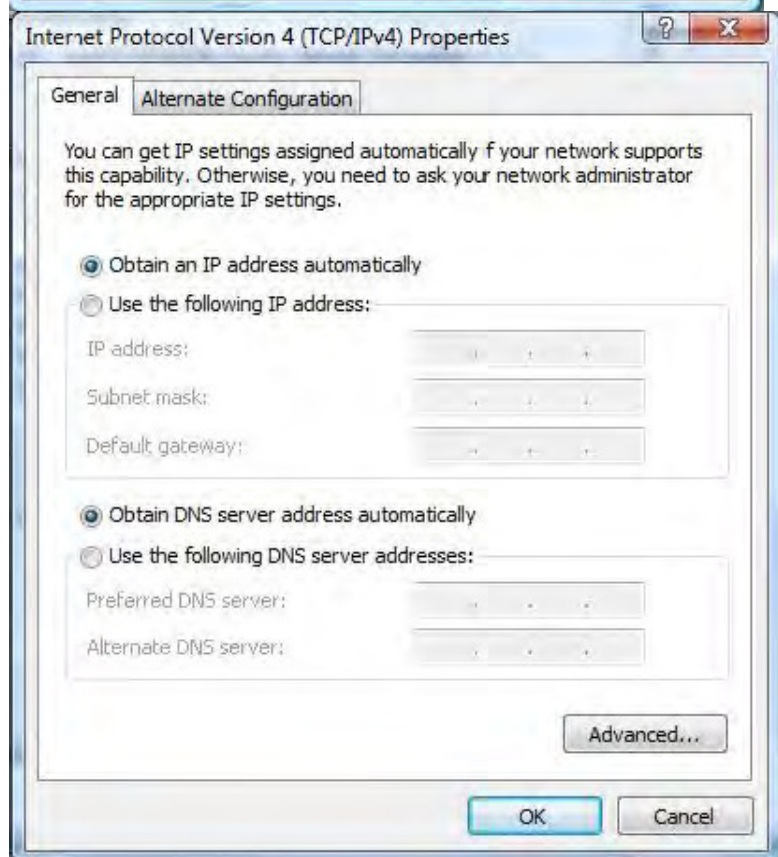 Internet Protocol Version 4 (TCP/IPv4) Properties
General
Alternate Configuration
You can get IP settings assigned automatically f your network supports
this capability. Otherwise, you need to ask your network administrator
for the appropriate IP settings.
Obtain an IP address automatically
Use the following IP address:
IP address:
Subnet mask:
Default gateway:
Obtain DNS server address automatically
Use the following DNS server addresses:
Preferred DNS server:
Alternate DNS server:
Advanced...
OK
Cancel